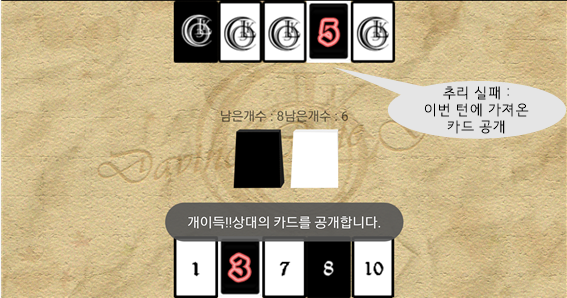 5
추리 실패 :
이번 턴에 가져온
카드 공개
남은개수 : 8남은개수 : 6
개이득!!상대의 카드를 공개합니다.
1 3 7 8 10